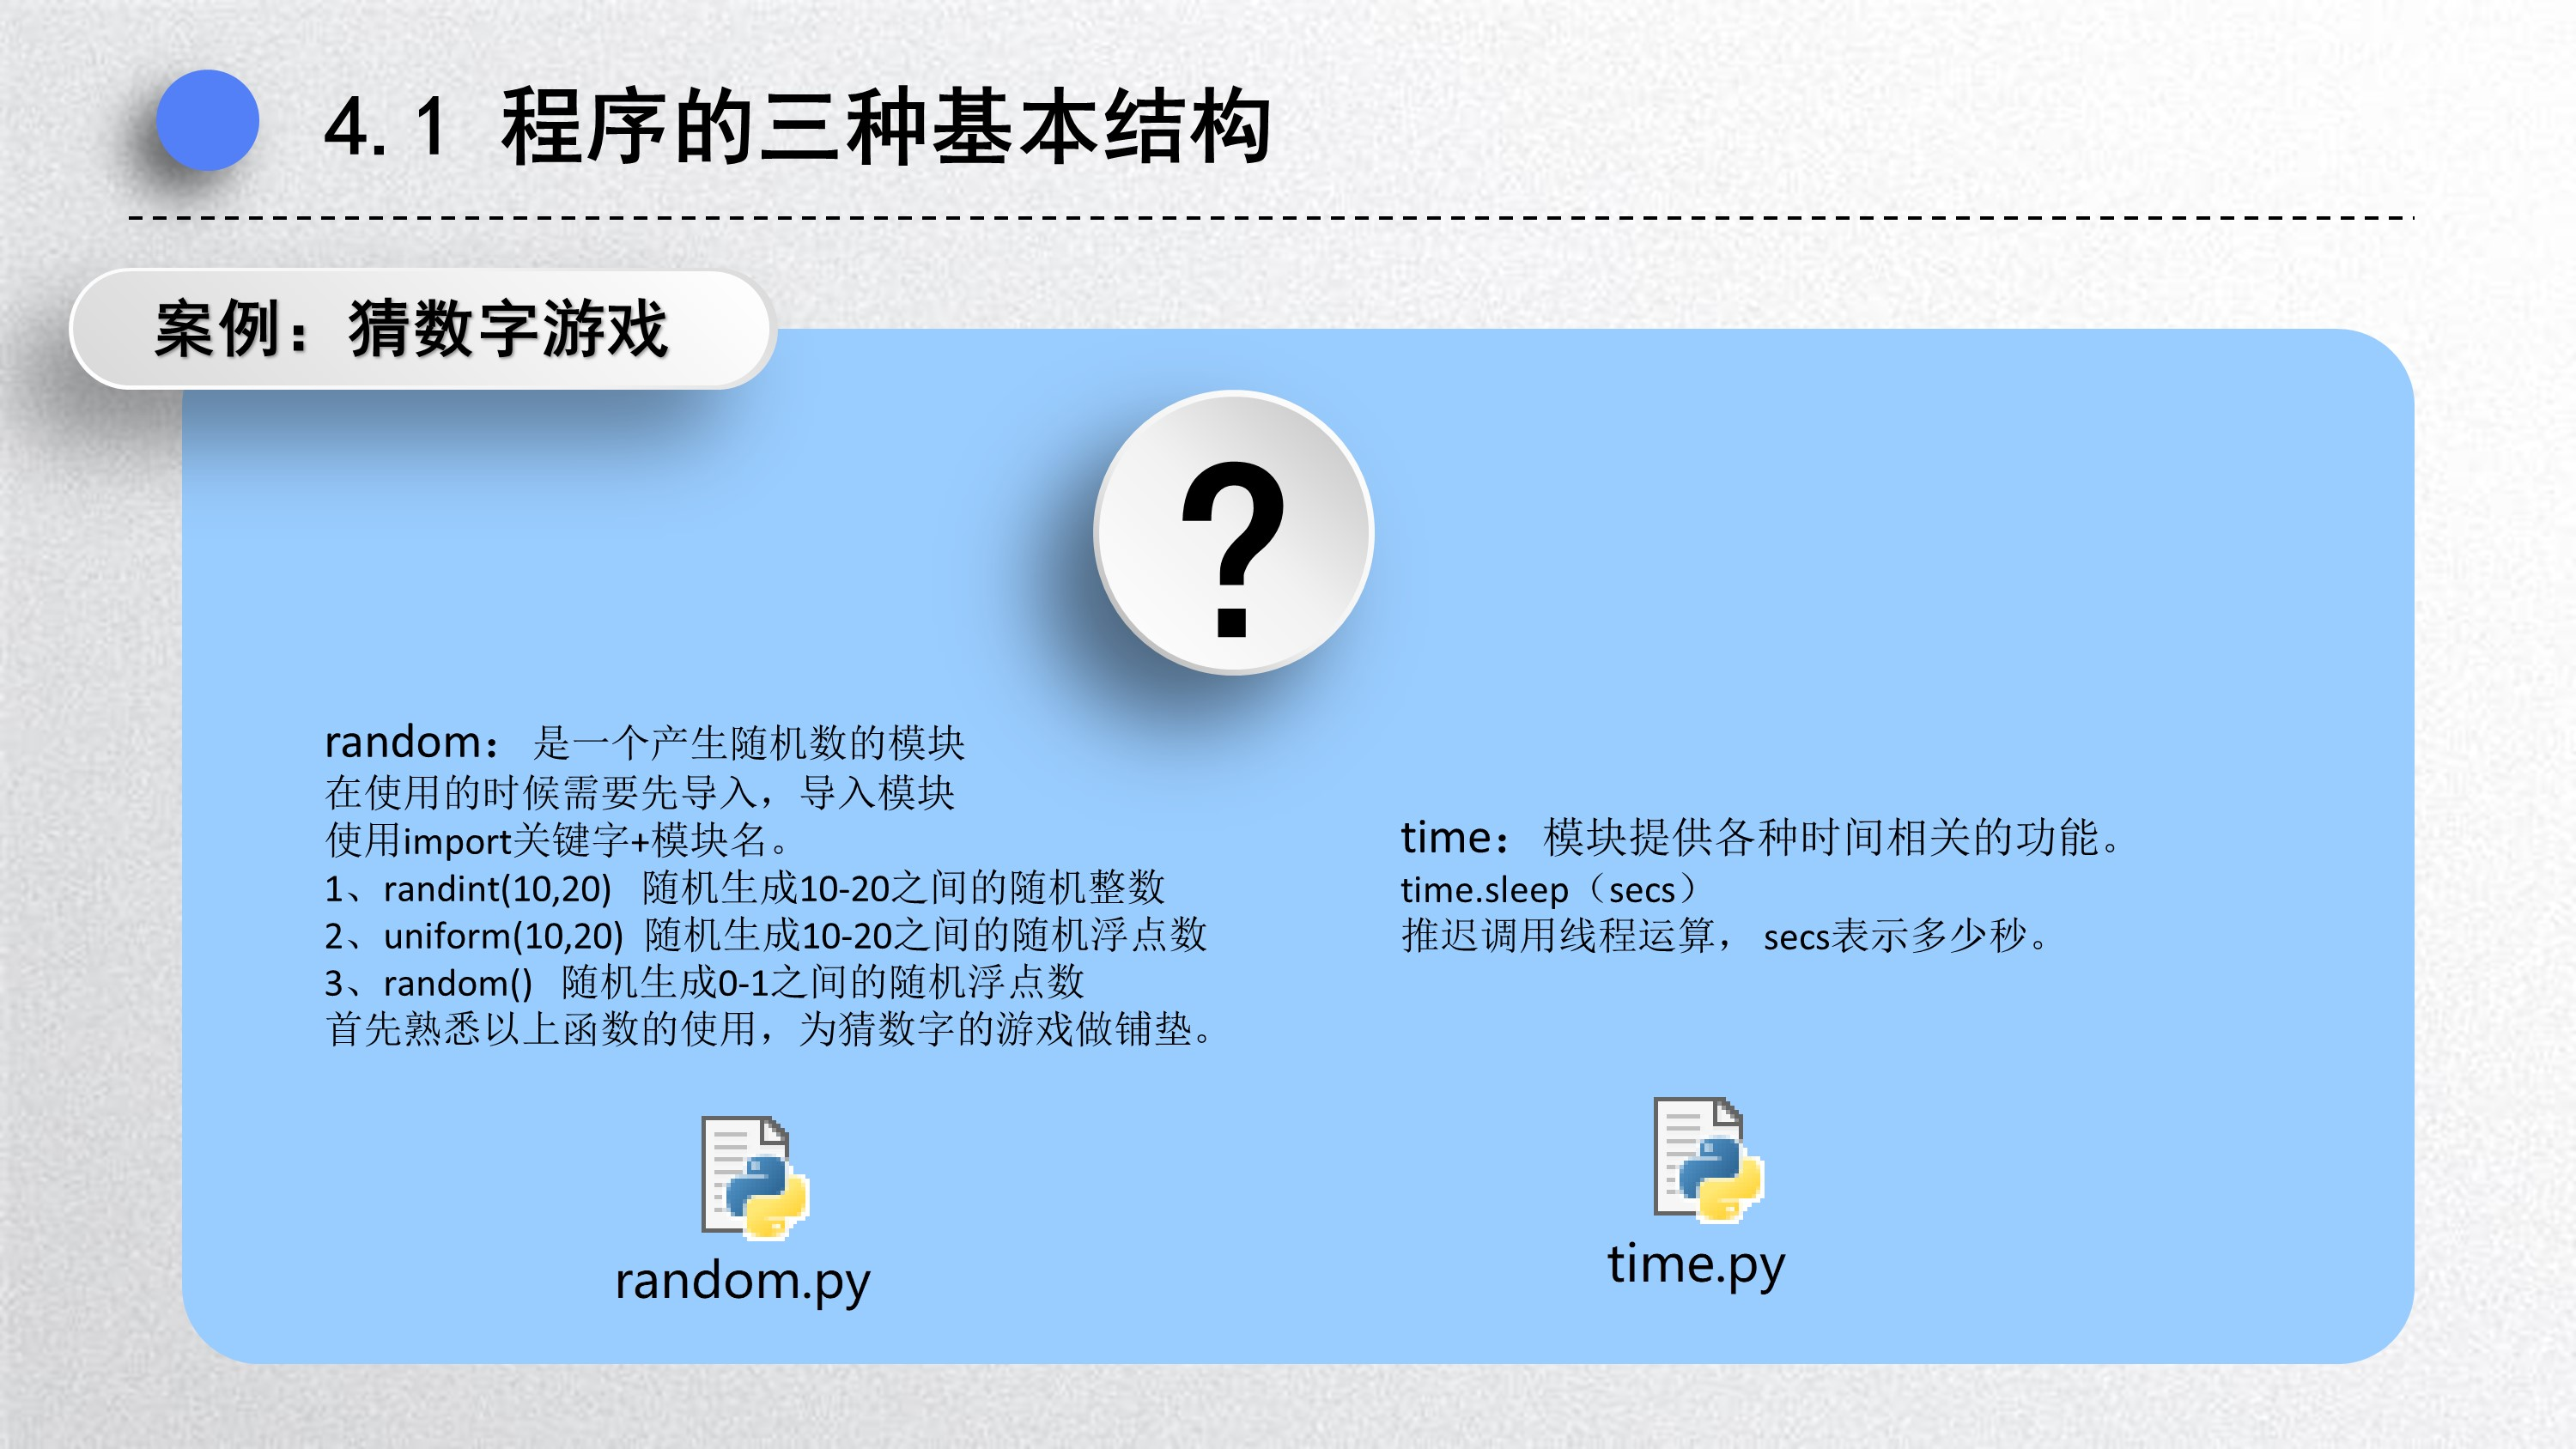 4.1 程序的三种基本结构
案例：猜数字游戏
?
random： 是一个产生随机数的模块
在使用的时候需要先导入，导入模块
使用import关键字+模块名。
1、randint(10,20) 随机生成10-20之间的随机整数
2、uniform(10,20) 随机生成10-20之间的随机浮点数
3、random() 随机生成0-1之间的随机浮点数
首先熟悉以上函数的使用，为猜数字的游戏做铺垫。
random.py
time： 模块提供各种时间相关的功能。
time.sleep（secs）
推迟调用线程运算， secs表示多少秒。
time.py